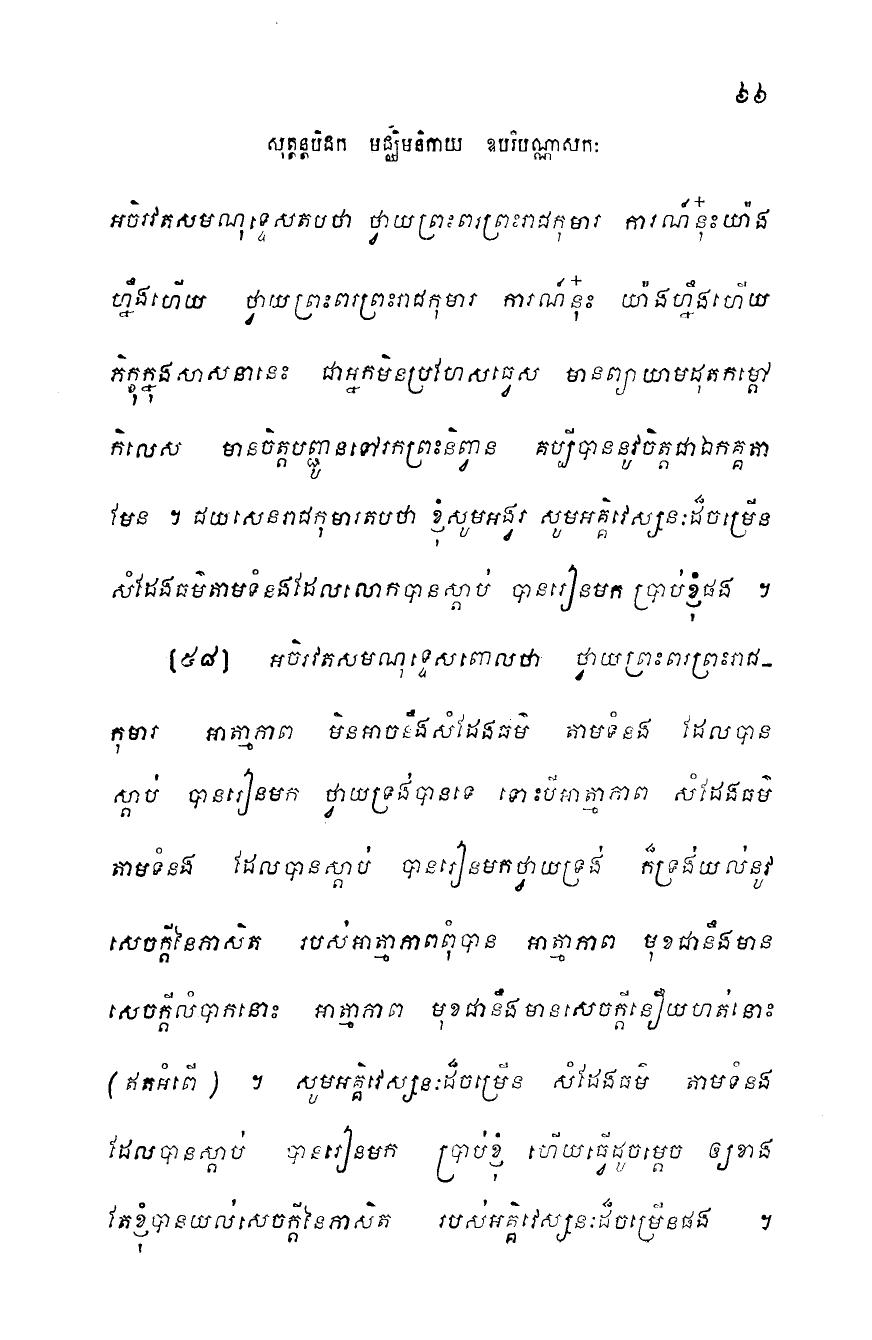 ៦៦
សុត្តន្តបិដក មជ្ឈិមនិកាយ ឧបរិបណ្ណាសកៈ
អចិរវតសមណុទ្ទេសតបថា ថ្វាយព្រះពរព្រះរាជកុមារ ការណ៍នុ៎ះយ៉ាង
ហ្នឹងហើយ ថ្វាយព្រះពរព្រះរាជកុមារ ការណ៍នុ៎ះ យ៉ាងហ្នឹងហើយ
ភិក្ខុក្នុងសាសនានេះ ជាអ្នកមិនប្រហែសធ្វេស មានព្យាយាមដុតកម្តៅ
កិលេស មានចិត្តបញ្ជូនទៅរកព្រះនិព្វាន គប្បីបាននូវចិត្តជាឯកគ្គតា
មែន ។ ជយសេនរាជកុមារតបថា ខ្ញុំសូមអង្វរ សូមអគ្គិវេស្សនៈដ៏ចម្រើន
សំដែងធម៌តាមទំនងដែលលោកបានស្តាប់ បានរៀនមក ប្រាប់ខ្ញុំផង ។
[៥៨] អចិរវតសមណុទ្ទេសពោលថា ថ្វាយព្រះពរព្រះរាជ-
កុមារ អាត្មាភាព មិនអាចនឹងសំដែងធម៌ តាមទំនង ដែលបាន
ស្តាប់ បានរៀនមក ថ្វាយទ្រង់បានទេ ទោះបីអាត្មាភាព សំដែងធម៌
តាមទំនង ដែលបានស្តាប់ បានរៀនមកថ្វាយទ្រង់ ក៏ទ្រង់យល់នូវ
សេចក្តីនៃភាសិត របស់អាត្មាភាពពុំបាន អាត្មាភាព មុខជានឹងមាន
សេចក្តីលំបាកនោះ អាត្មាភាព មុខជានឹងមានសេចក្តីនឿយហត់នោះ
(ឥតអំពើ) ។ សូមអគ្គិវេស្សនៈដ៏ចម្រើន សំដែងធម៌ តាមទំនង
ដែលបានស្តាប់ បានរៀនមក ប្រាប់ខ្ញុំ ហើយធ្វើដូចម្តេច ឲ្យខាង
តែខ្ញុំបានយល់សេចក្តីនៃភាសិត របស់អគ្គិវេស្សនៈដ៏ចម្រើនផង ។